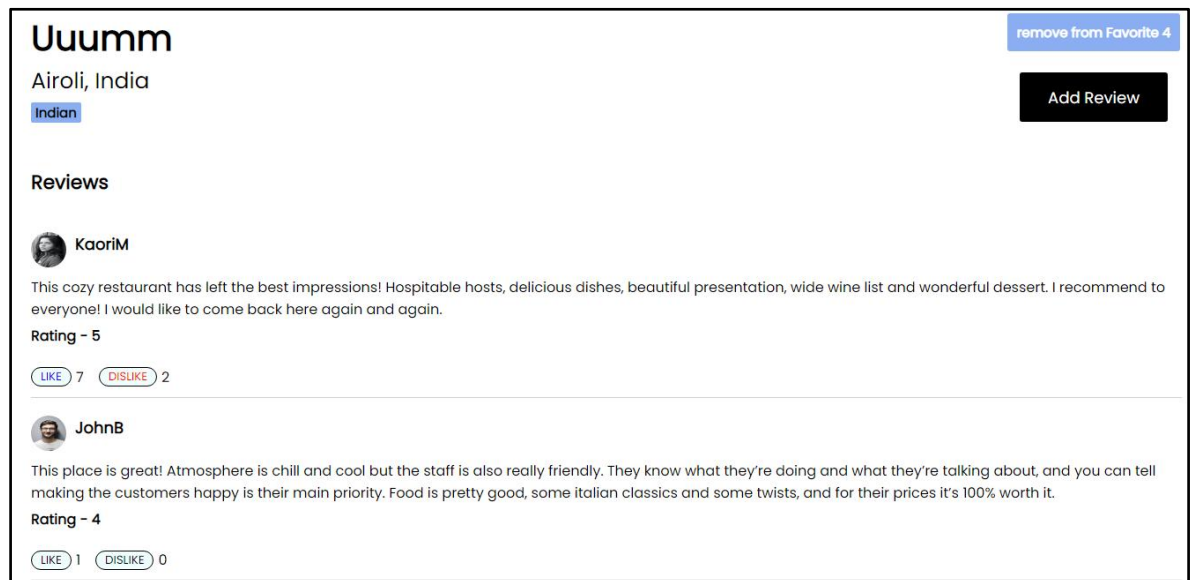 Uuumm
remove from Favorite 4
Airoli, India
Add Review
Indian
Reviews
KaoriM
This cozy restaurant has left the best impressions! Hospitable hosts, delicious dishes, beautiful presentation, wide wine list and wonderful dessert. I recommend to
everyone! I would like to come back here again and again.
Rating - 5
LIKE 7 DISLIKE 2
JohnB
This place is great! Atmosphere is chill and cool but the staff is also really friendly. They know what they’re doing and what they’re talking about, and you can tell
making the customers happy is their main priority. Food is pretty good, some italian classics and some twists, and for their prices it’s 100% worth it.
Rating - 4
LIKE 1 DISLIKE 0